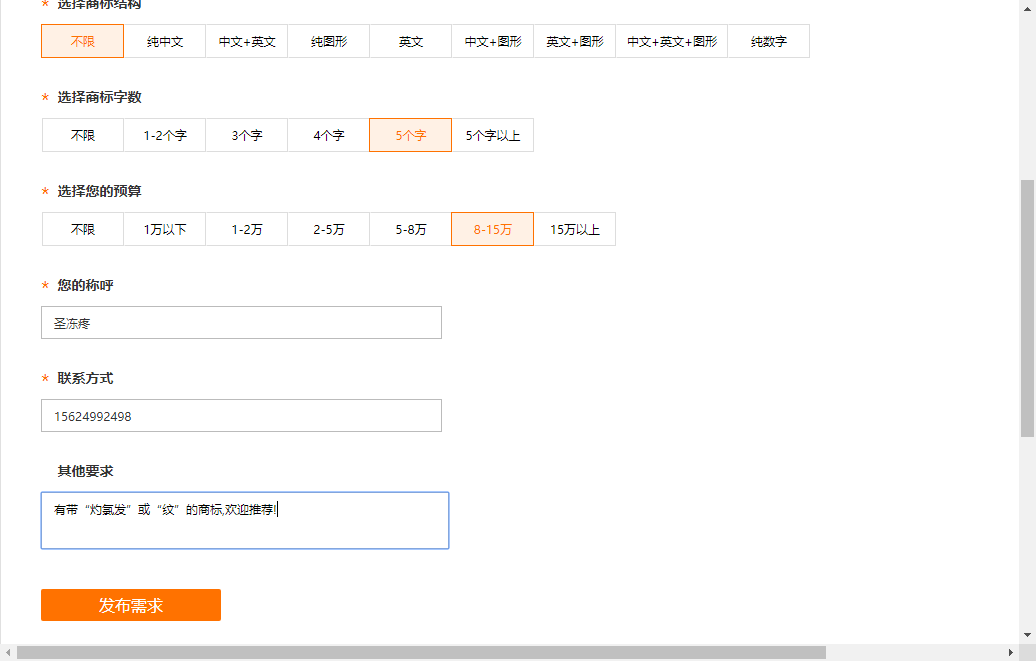 * 选择商标结构
不限 纯中文 中文+英文 纯图形 英文 中文+图形 英文+图形 中文+英文+图形 纯数字
* 选择商标字数
不限 1-2个字 3个字 4个字 5个字 5个字以上
* 选择您的预算
不限 1万以下 1-2万 2-5万 5-8万 8-15万 15万以上
* 您的称呼
圣冻疼
* 联系方式
15624992498
其他要求
有带“灼氯发”或“纹”的商标,欢迎推荐!
发布需求